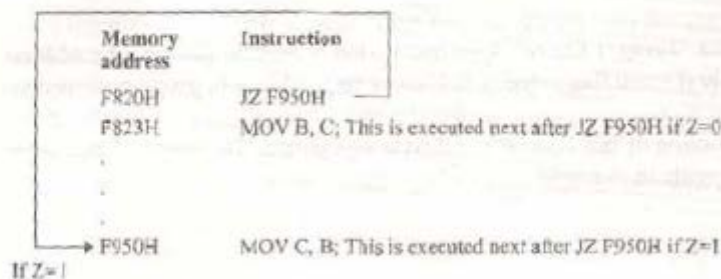 Memory address Instruction
F820H JZ F950H
F823H MOV B, C; This is executed next after JZ F950H if Z=0
.
.
.
F950H MOV C, B; This is executed next after JZ F950H if Z=1
If Z=1